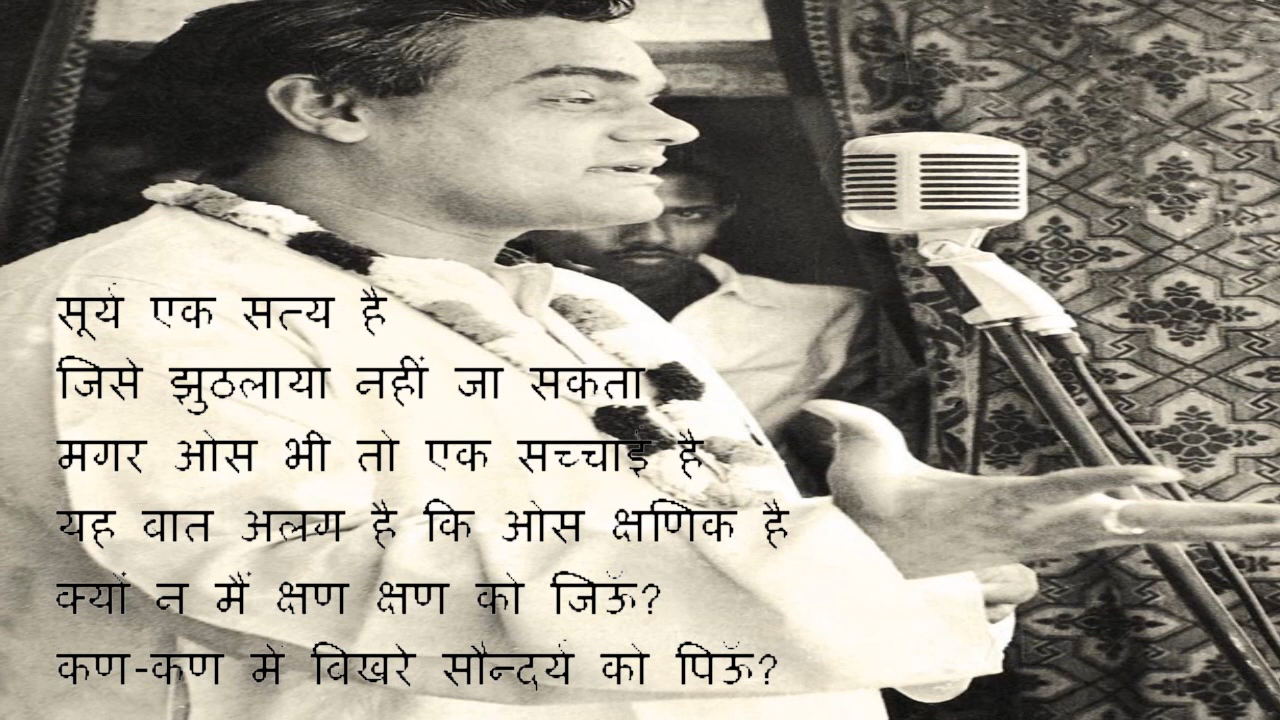 सूर्य एक सत्य है
जिसे झुठलाया नहीं जा सकता
मगर ओस भी तो एक सच्चाई है
यह बात अलग है कि ओस क्षणिक है
क्यों न मैं क्षण क्षण को जिऊँ?
कण-कण में बिखरे सौन्दर्य को पिऊँ?